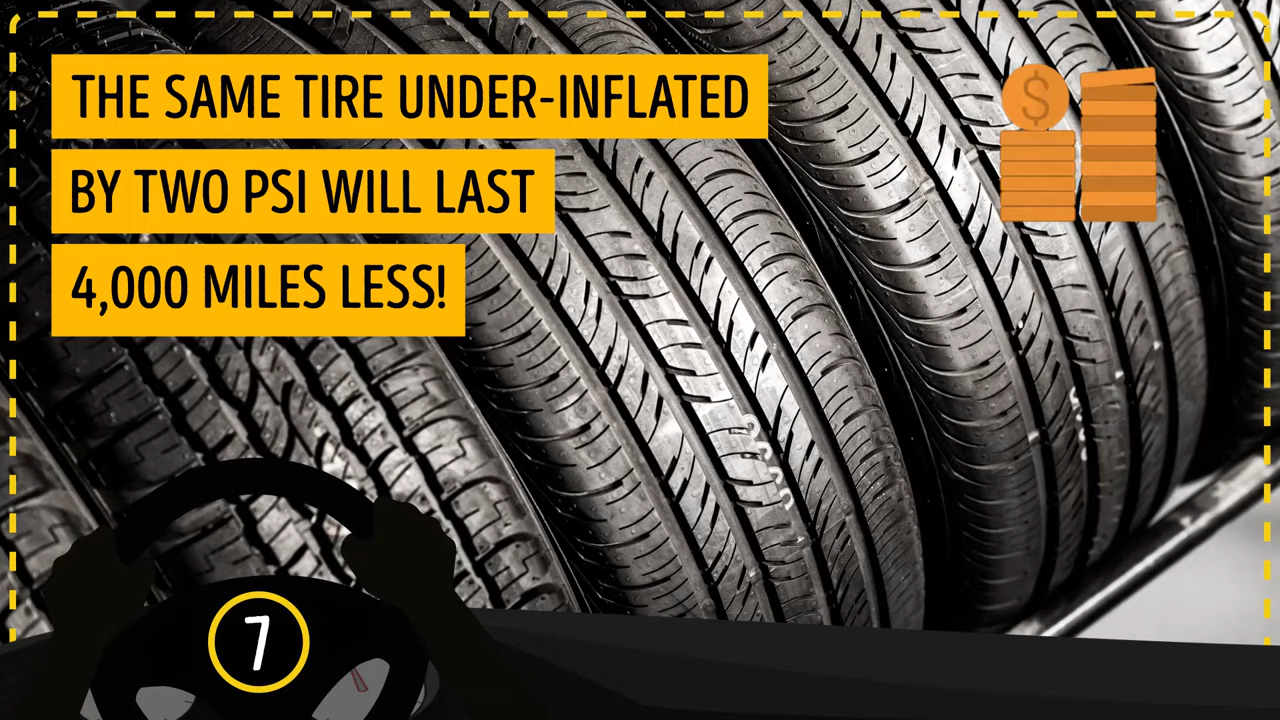 THE SAME TIRE UNDER-INFLATED
BY TWO PSI WILL LAST
4,000 MILES LESS!
$
7